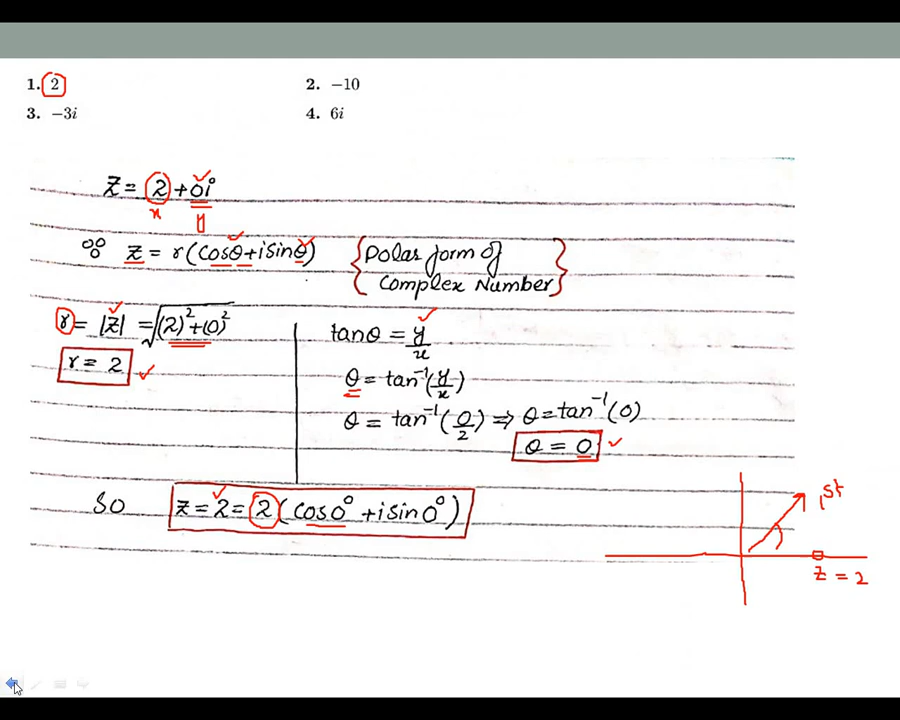 1. 2 2. −10
3. −3i 4. 6i
Z = 2 + 0i
x y
∴ z = r(cosθ+isinθ) {Polar form of
Complex Number}
r = |z| = √(2)²+(0)²
r = 2
tanθ = y/x
θ = tan⁻¹(y/x)
θ = tan⁻¹(0/2) ⇒ θ=tan⁻¹(0)
θ = 0
So z = 2 = 2(cos0°+isin0°)
1st
z = 2